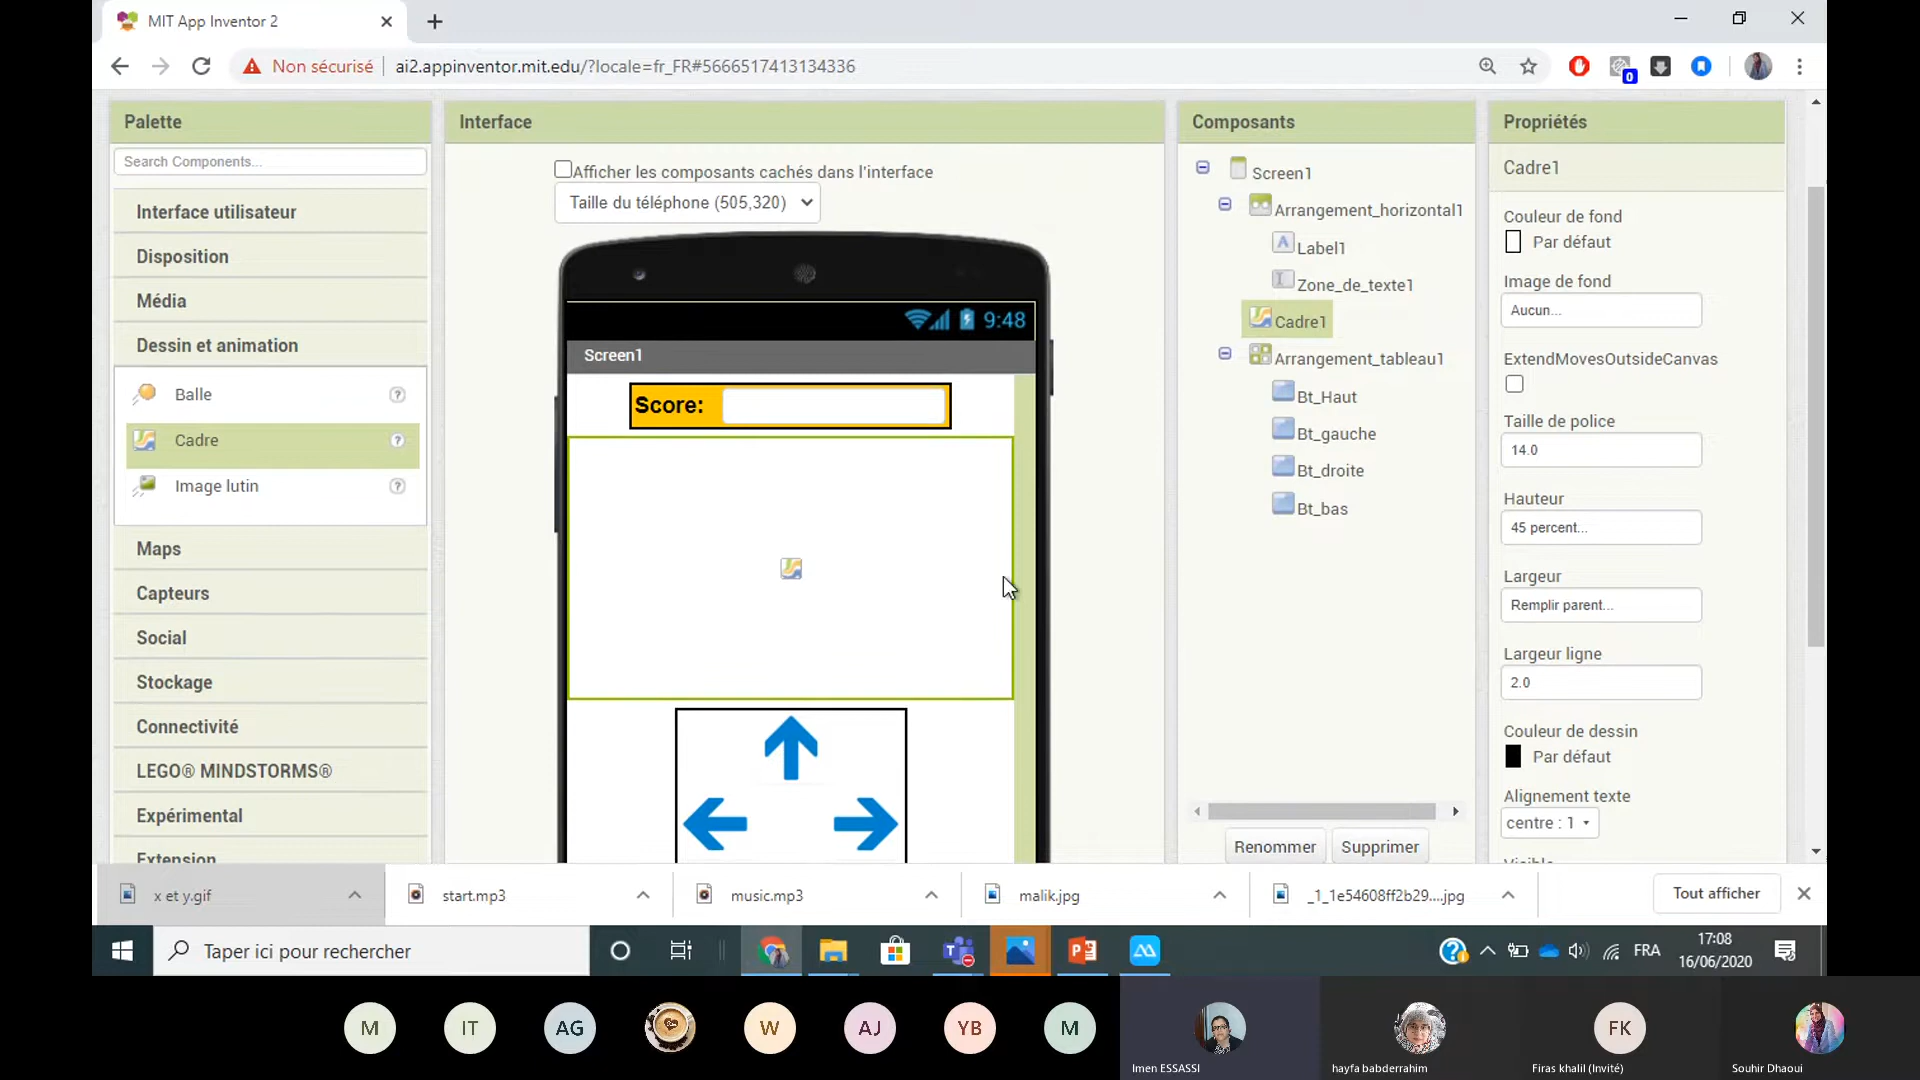 MIT App Inventor 2
Non sécurisé
ai2.appinventor.mit.edu/?locale=fr_FR#5666517413134336
0
Palette
Search Components...
Interface utilisateur
Disposition
Média
Dessin et animation
Balle
Cadre
Image lutin
Maps
Capteurs
Social
Stockage
Connectivité
LEGO® MINDSTORMS®
Expérimental
Extension
Interface
Afficher les composants cachés dans l'interface
Taille du téléphone (505,320)
9:48
Screen1
Score:
Composants
Screen1
Arrangement_horizontal1
Label1
Zone_de_texte1
Cadre1
Arrangement_tableau1
Bt_Haut
Bt_gauche
Bt_droite
Bt_bas
Renommer
Supprimer
Propriétés
Cadre1
Couleur de fond
Par défaut
Image de fond
Aucun...
ExtendMovesOutsideCanvas
Taille de police
14.0
Hauteur
45 percent...
Largeur
Remplir parent...
Largeur ligne
2.0
Couleur de dessin
Par défaut
Alignement texte
centre : 1
Visible
x et y.gif
start.mp3
music.mp3
malik.jpg
_1_1e54608ff2b29....jpg
Tout afficher
Taper ici pour rechercher
FRA
17:08
16/06/2020
M
IT
AG
W
AJ
YB
M
FK
Imen ESSASSI
hayfa babderrahim
Firas khalil (Invité)
Souhir Dhaoui